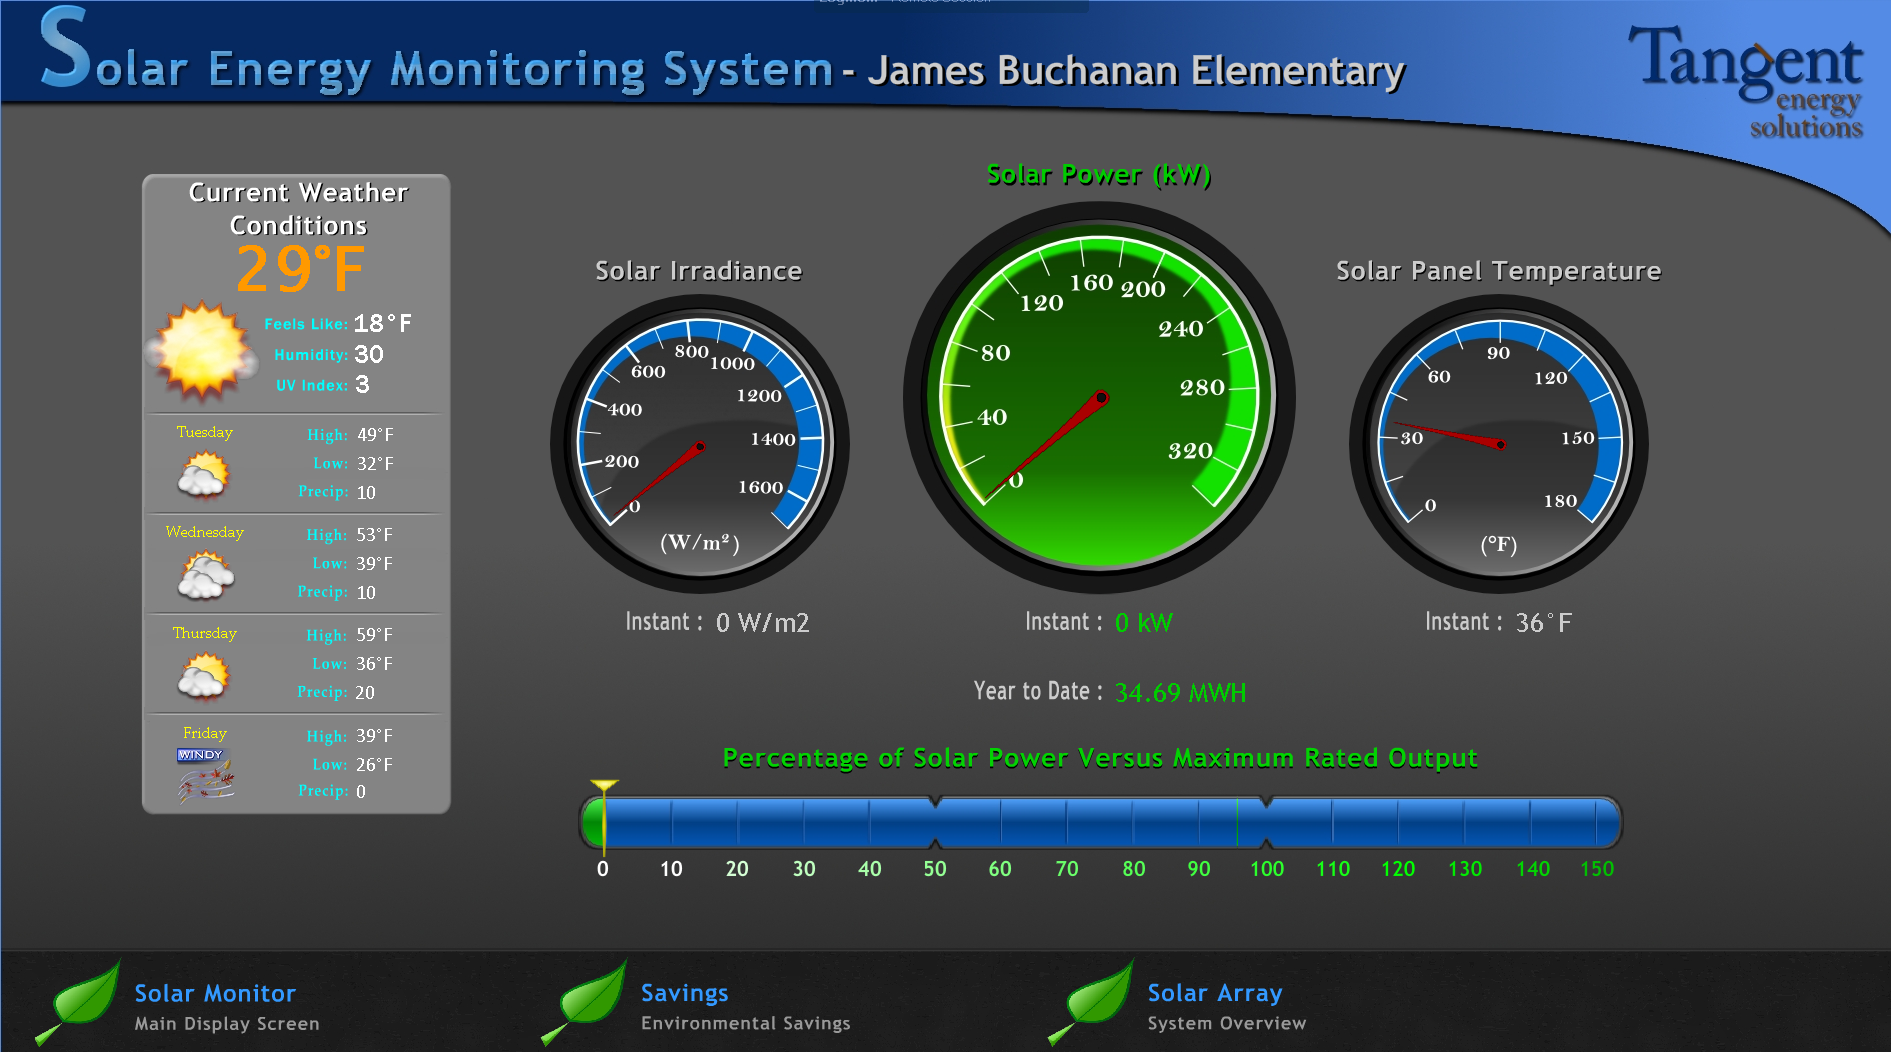 Solar Energy Monitoring System - James Buchanan Elementary
Tangent
energy
solutions
Current Weather
Conditions
29°F
Feels Like: 18°F
Humidity: 30
UV Index: 3
Tuesday
High: 49°F
Low: 32°F
Precip: 10
Wednesday
High: 53°F
Low: 39°F
Precip: 10
Thursday
High: 59°F
Low: 36°F
Precip: 20
Friday
WINDY
High: 39°F
Low: 26°F
Precip: 0
Solar Irradiance
0 200 400 600 800 1000 1200 1400 1600
(W/m²)
Instant : 0 W/m2
Solar Power (kW)
0 40 80 120 160 200 240 280 320
Instant : 0 kW
Solar Panel Temperature
0 30 60 90 120 150 180
(°F)
Instant : 36°F
Year to Date : 34.69 MWH
Percentage of Solar Power Versus Maximum Rated Output
0 10 20 30 40 50 60 70 80 90 100 110 120 130 140 150
Solar Monitor
Main Display Screen
Savings
Environmental Savings
Solar Array
System Overview